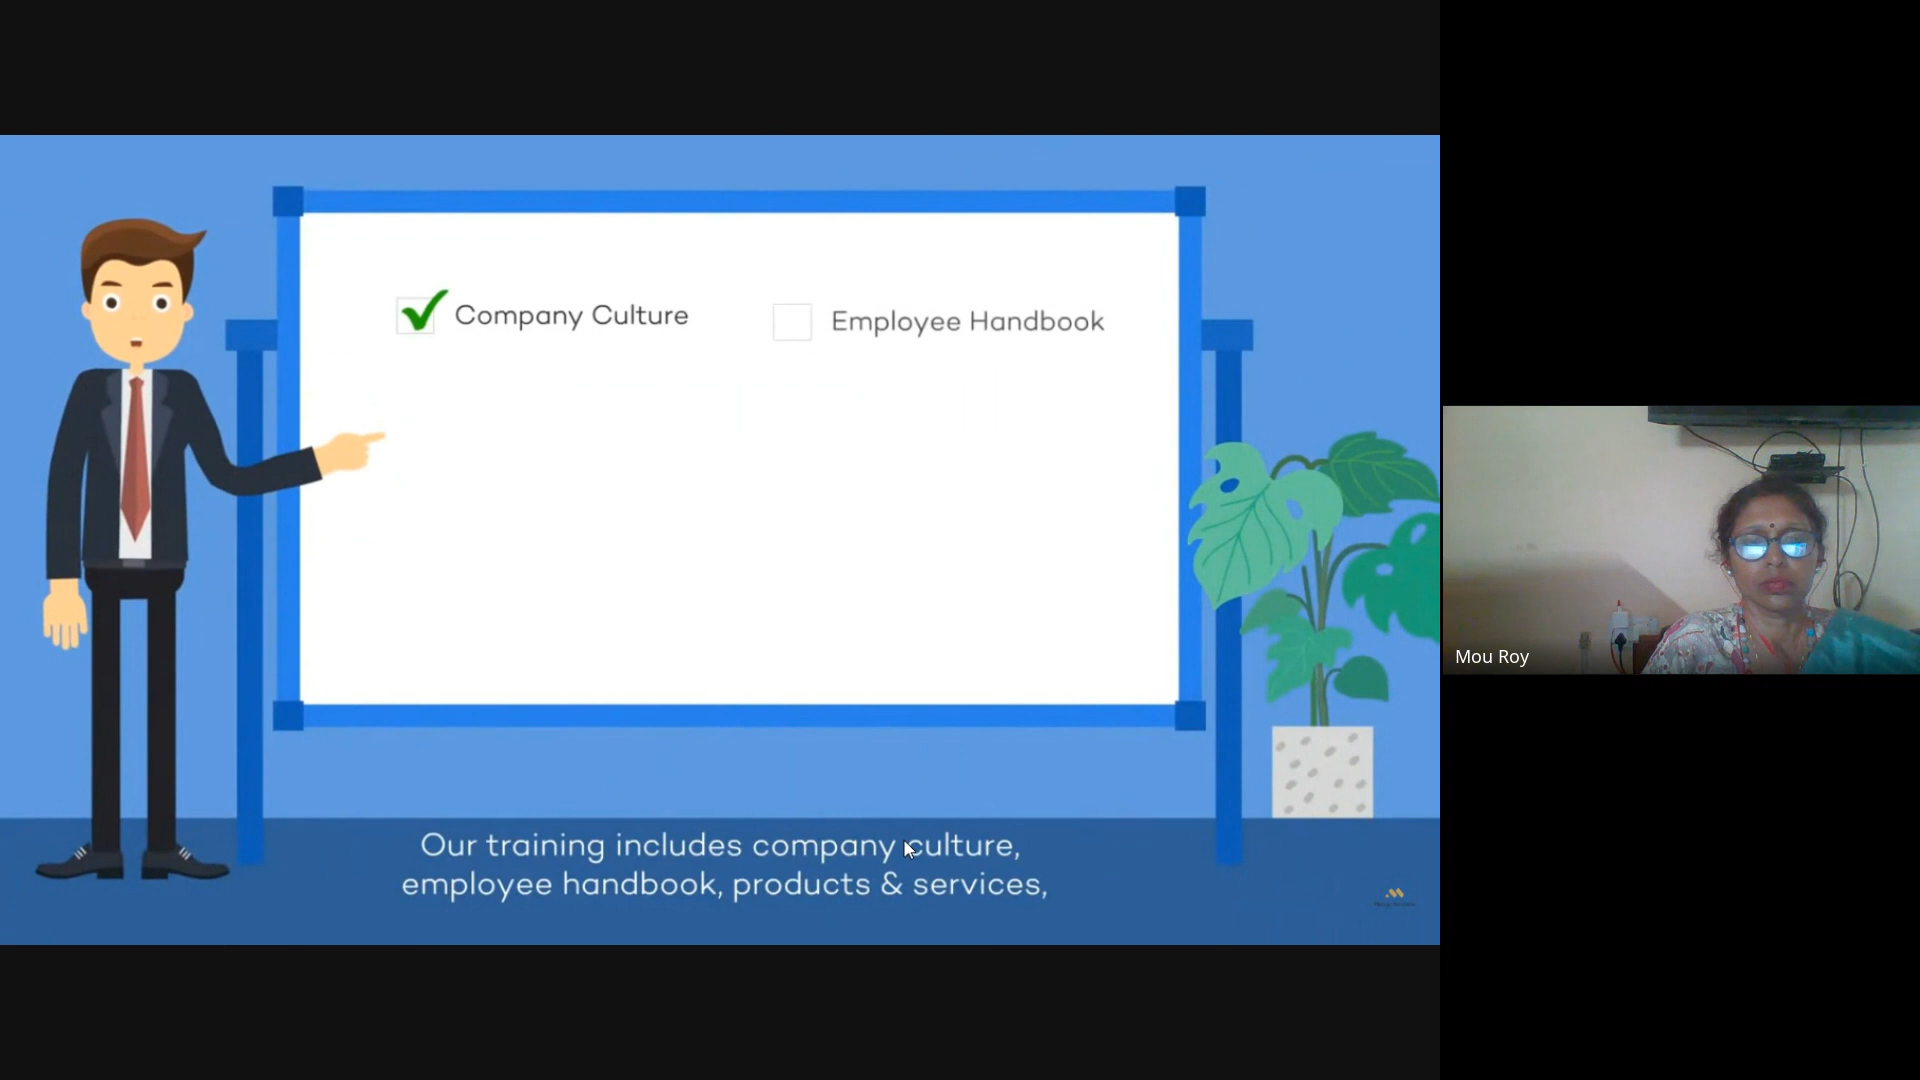 Company Culture
Employee Handbook
Our training includes company culture,
employee handbook, products & services,
Mou Roy